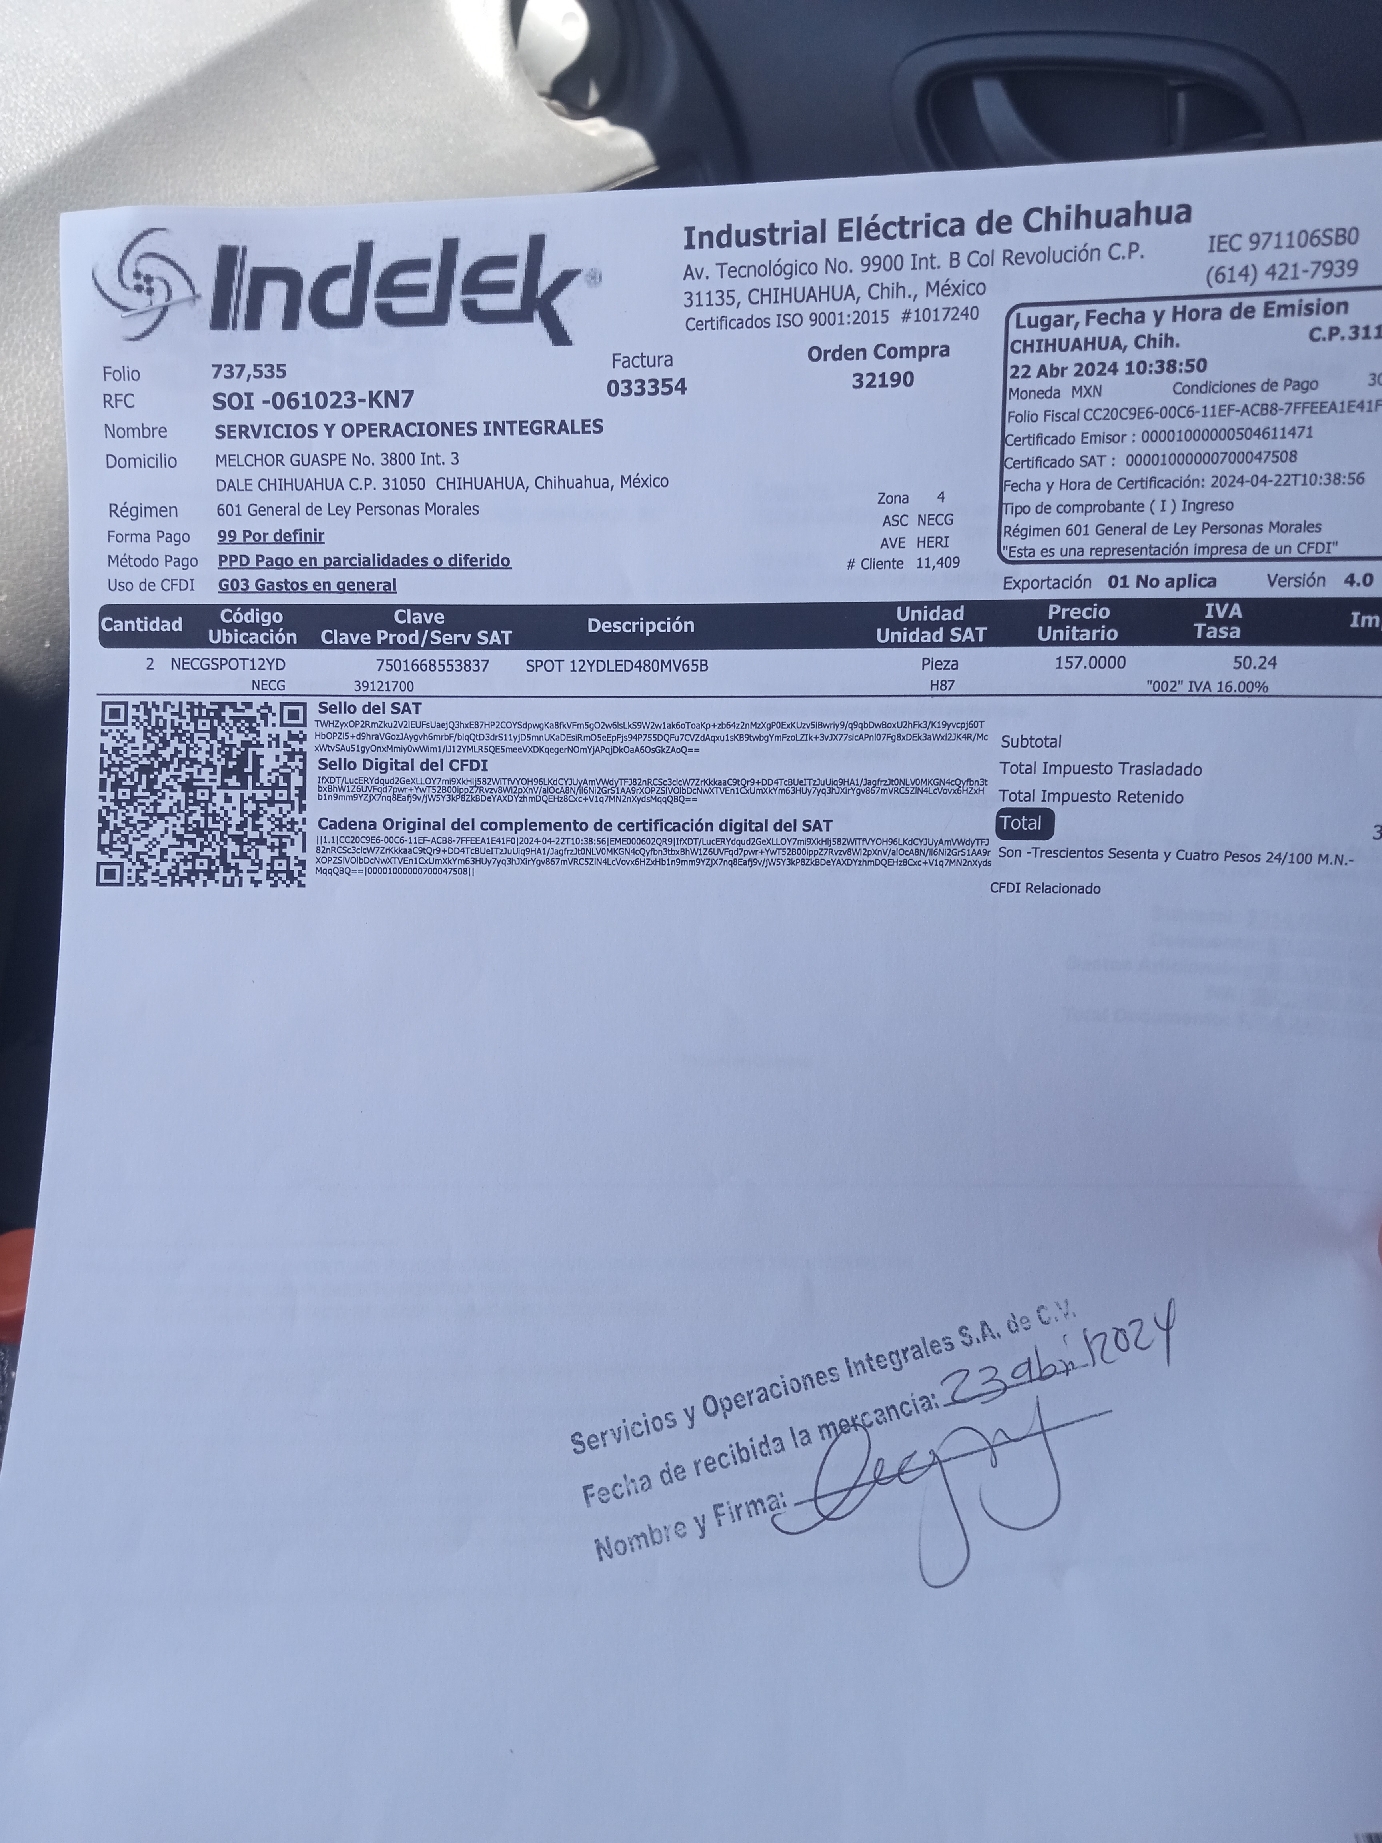 Indelek®
Industrial Eléctrica de Chihuahua
Av. Tecnológico No. 9900 Int. B Col Revolución C.P.
31135, CHIHUAHUA, Chih., México
Certificados ISO 9001:2015 #1017240
IEC 971106SB0
(614) 421-7939
Folio 737,535
RFC SOI -061023-KN7
Nombre SERVICIOS Y OPERACIONES INTEGRALES
Domicilio MELCHOR GUASPE No. 3800 Int. 3
DALE CHIHUAHUA C.P. 31050 CHIHUAHUA, Chihuahua, México
Régimen 601 General de Ley Personas Morales
Forma Pago 99 Por definir
Método Pago PPD Pago en parcialidades o diferido
Uso de CFDI G03 Gastos en general
Factura
033354
Orden Compra
32190
Zona 4
ASC NECG
AVE HERI
# Cliente 11,409
Lugar, Fecha y Hora de Emision
CHIHUAHUA, Chih. C.P.311
22 Abr 2024 10:38:50
Moneda MXN Condiciones de Pago 30
Folio Fiscal CC20C9E6-00C6-11EF-ACB8-7FFEEA1E41F
Certificado Emisor : 00001000000504611471
Certificado SAT : 00001000000700047508
Fecha y Hora de Certificación: 2024-04-22T10:38:56
Tipo de comprobante ( I ) Ingreso
Régimen 601 General de Ley Personas Morales
"Esta es una representación impresa de un CFDI"
Exportación 01 No aplica Versión 4.0
Cantidad Código Clave Descripción Unidad Precio IVA Im
Ubicación Clave Prod/Serv SAT Unidad SAT Unitario Tasa
2 NECGSPOT12YD 7501668553837 SPOT 12YDLED480MV65B Pieza 157.0000 50.24
NECG 39121700 H87 "002" IVA 16.00%
Sello del SAT
Sello Digital del CFDI
Cadena Original del complemento de certificación digital del SAT
Subtotal
Total Impuesto Trasladado
Total Impuesto Retenido
Total 3
Son -Trescientos Sesenta y Cuatro Pesos 24/100 M.N.-
CFDI Relacionado
Servicios y Operaciones Integrales S.A. de C.V.
Fecha de recibida la mercancía: 23 abril 2024
Nombre y Firma: